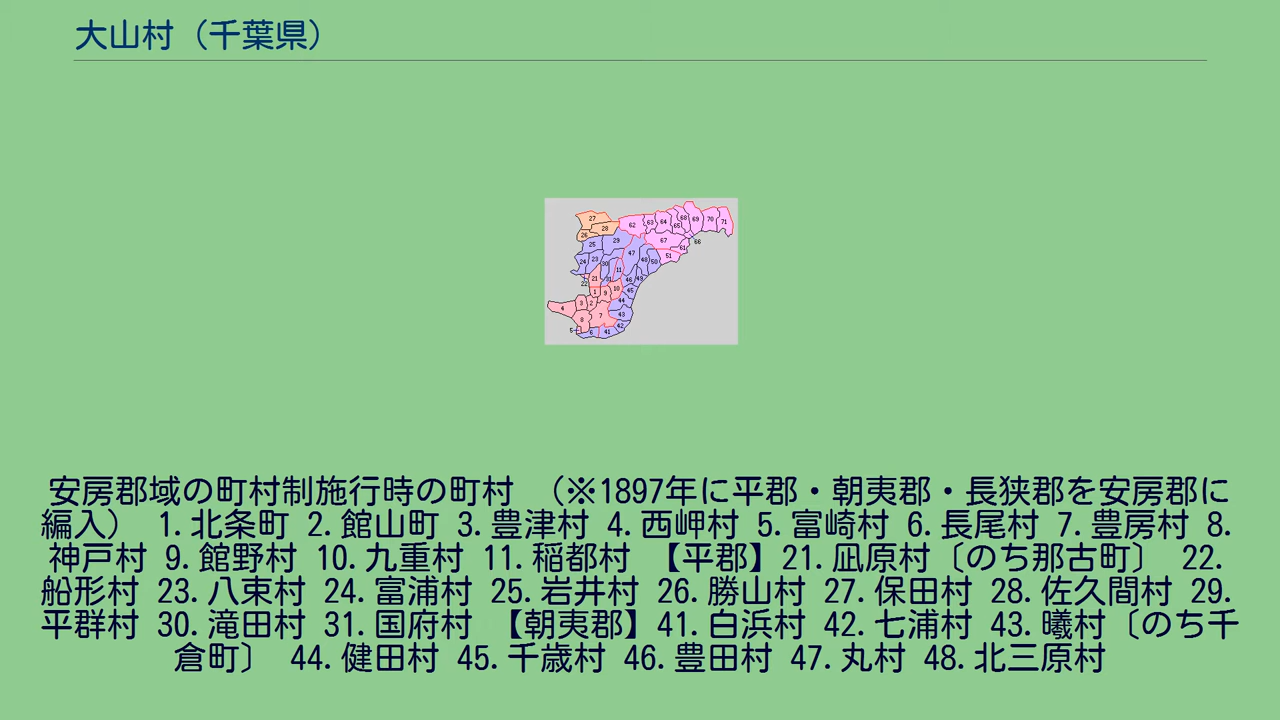 大山村（千葉県）
安房郡域の町村制施行時の町村　（※1897年に平郡・朝夷郡・長狭郡を安房郡に
編入）　1.北条町 2.館山町 3.豊津村 4.西岬村 5.富崎村 6.長尾村 7.豊房村 8.
神戸村 9.館野村 10.九重村 11.稲都村 【平郡】21.凪原村〔のち那古町〕 22.
船形村 23.八束村 24.富浦村 25.岩井村 26.勝山村 27.保田村 28.佐久間村 29.
平群村 30.滝田村 31.国府村 【朝夷郡】41.白浜村 42.七浦村 43.曦村〔のち千
倉町〕 44.健田村 45.千歳村 46.豊田村 47.丸村 48.北三原村